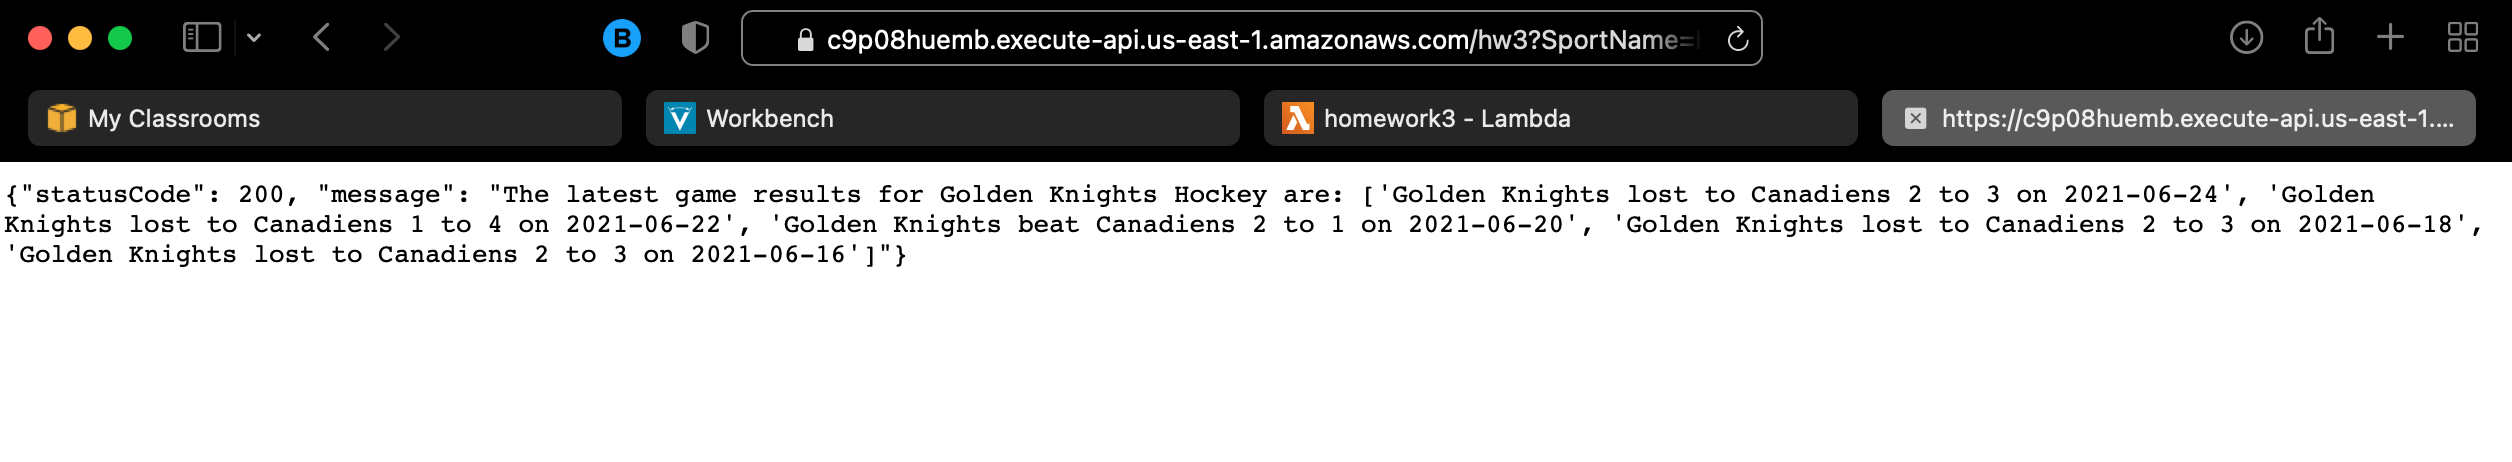 B
c9p08huemb.execute-api.us-east-1.amazonaws.com/hw3?SportName=
My Classrooms
Workbench
homework3 - Lambda
https://c9p08huemb.execute-api.us-east-1....
{"statusCode": 200, "message": "The latest game results for Golden Knights Hockey are: ['Golden Knights lost to Canadiens 2 to 3 on 2021-06-24', 'Golden
Knights lost to Canadiens 1 to 4 on 2021-06-22', 'Golden Knights beat Canadiens 2 to 1 on 2021-06-20', 'Golden Knights lost to Canadiens 2 to 3 on 2021-06-18',
'Golden Knights lost to Canadiens 2 to 3 on 2021-06-16']"}